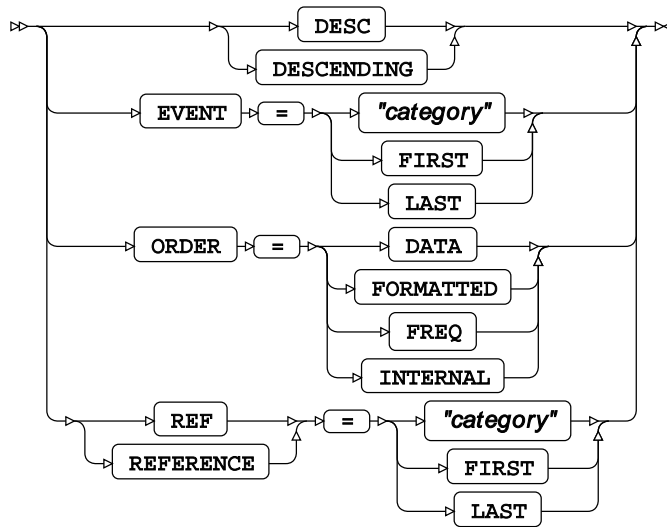 DESC
DESCENDING
EVENT = "category"
FIRST
LAST
ORDER = DATA
FORMATTED
FREQ
INTERNAL
REF = "category"
REFERENCE FIRST
LAST